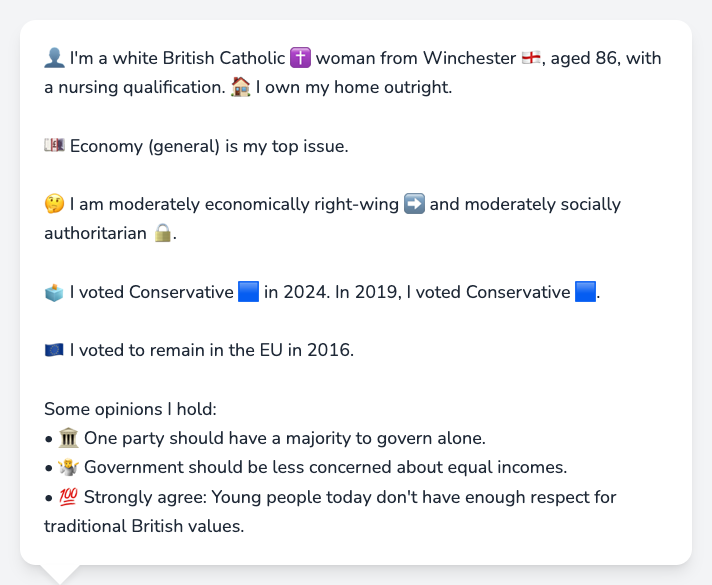 👤 I'm a white British Catholic ✝️ woman from Winchester 🏴󠁧󠁢󠁥󠁮󠁧󠁿, aged 86, with
a nursing qualification. 🏠 I own my home outright.
💷 Economy (general) is my top issue.
🤔 I am moderately economically right-wing ➡️ and moderately socially
authoritarian 🔒.
🗳️ I voted Conservative 🟦 in 2024. In 2019, I voted Conservative 🟦.
🇪🇺 I voted to remain in the EU in 2016.
Some opinions I hold:
• 🏛️ One party should have a majority to govern alone.
• 🤷 Government should be less concerned about equal incomes.
• 💯 Strongly agree: Young people today don't have enough respect for
traditional British values.